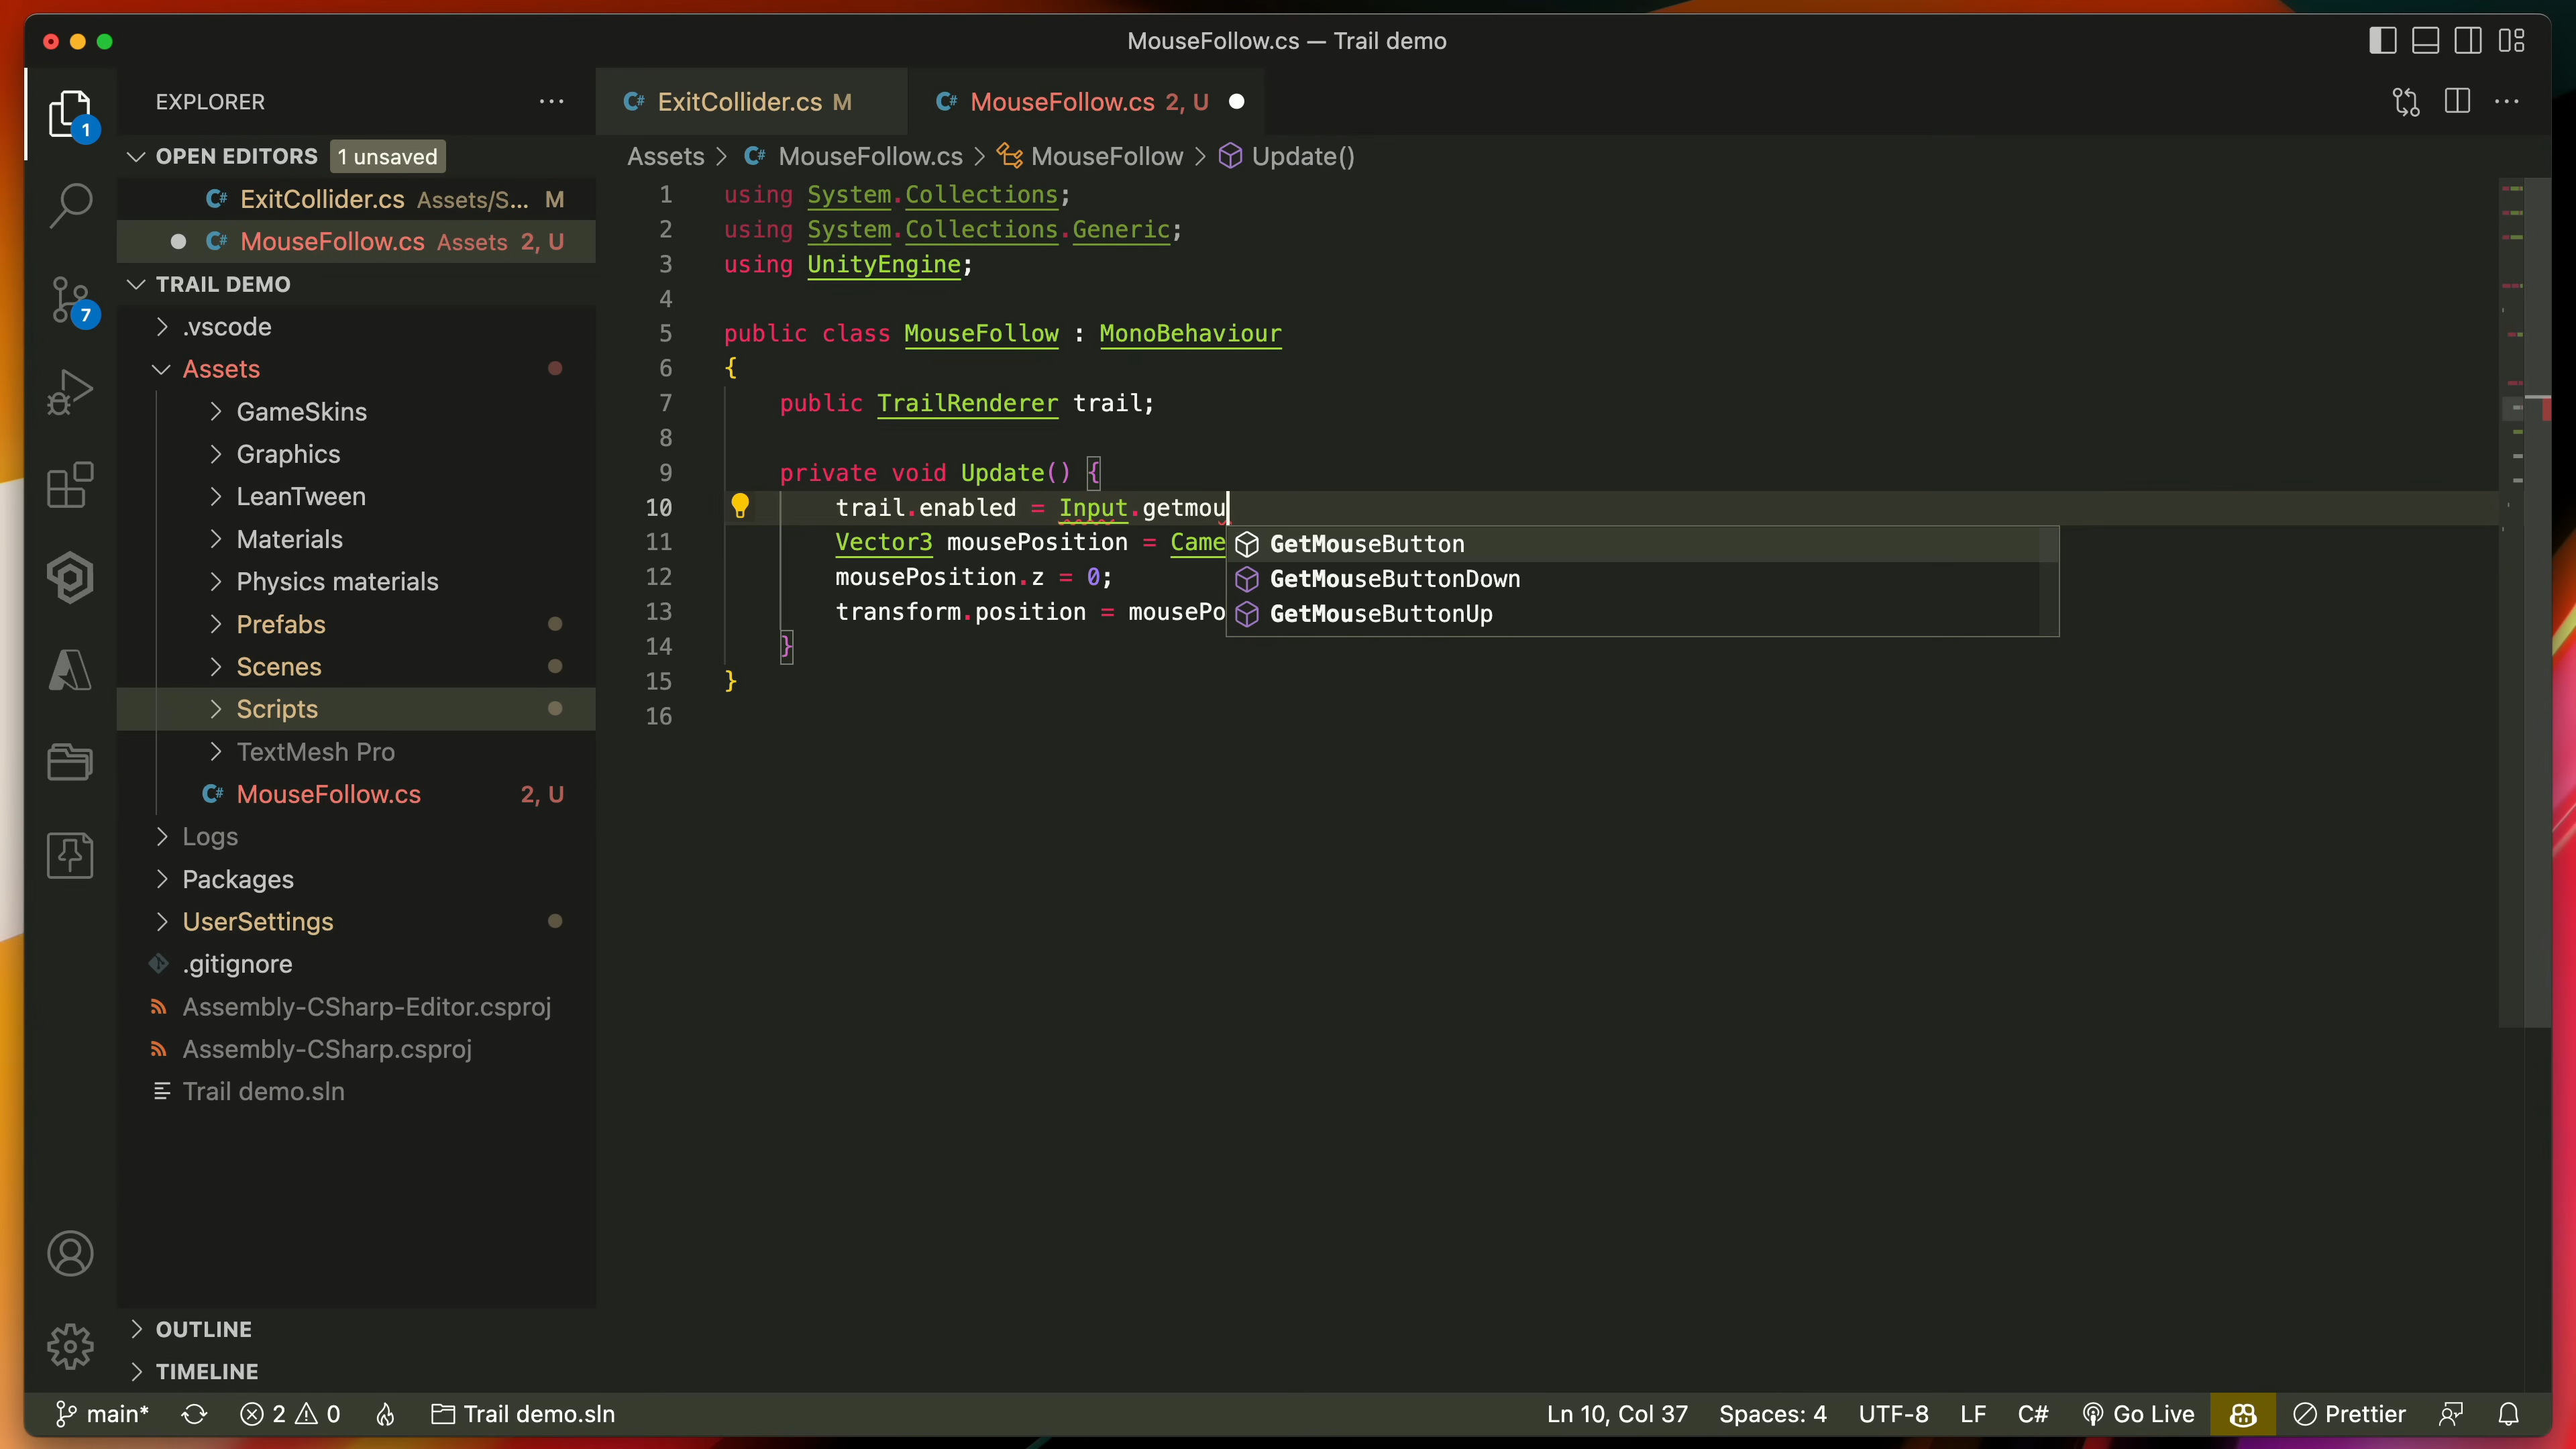 MouseFollow.cs — Trail demo
EXPLORER
1
OPEN EDITORS 1 unsaved
C# ExitCollider.cs Assets/S... M
C# MouseFollow.cs Assets 2, U
TRAIL DEMO
7
.vscode
Assets
GameSkins
Graphics
LeanTween
Materials
Physics materials
Prefabs
Scenes
Scripts
TextMesh Pro
C# MouseFollow.cs 2, U
Logs
Packages
UserSettings
.gitignore
Assembly-CSharp-Editor.csproj
Assembly-CSharp.csproj
Trail demo.sln
OUTLINE
TIMELINE
C# ExitCollider.cs M
C# MouseFollow.cs 2, U
Assets > C# MouseFollow.cs > MouseFollow > Update()
1 using System.Collections;
2 using System.Collections.Generic;
3 using UnityEngine;
4
5 public class MouseFollow : MonoBehaviour
6 {
7 public TrailRenderer trail;
8
9 private void Update() {
10 trail.enabled = Input.getmou
11 Vector3 mousePosition = Came
12 mousePosition.z = 0;
13 transform.position = mousePo
14 }
15 }
16
GetMouseButton
GetMouseButtonDown
GetMouseButtonUp
main* 2 0 Trail demo.sln Ln 10, Col 37 Spaces: 4 UTF-8 LF C# Go Live Prettier